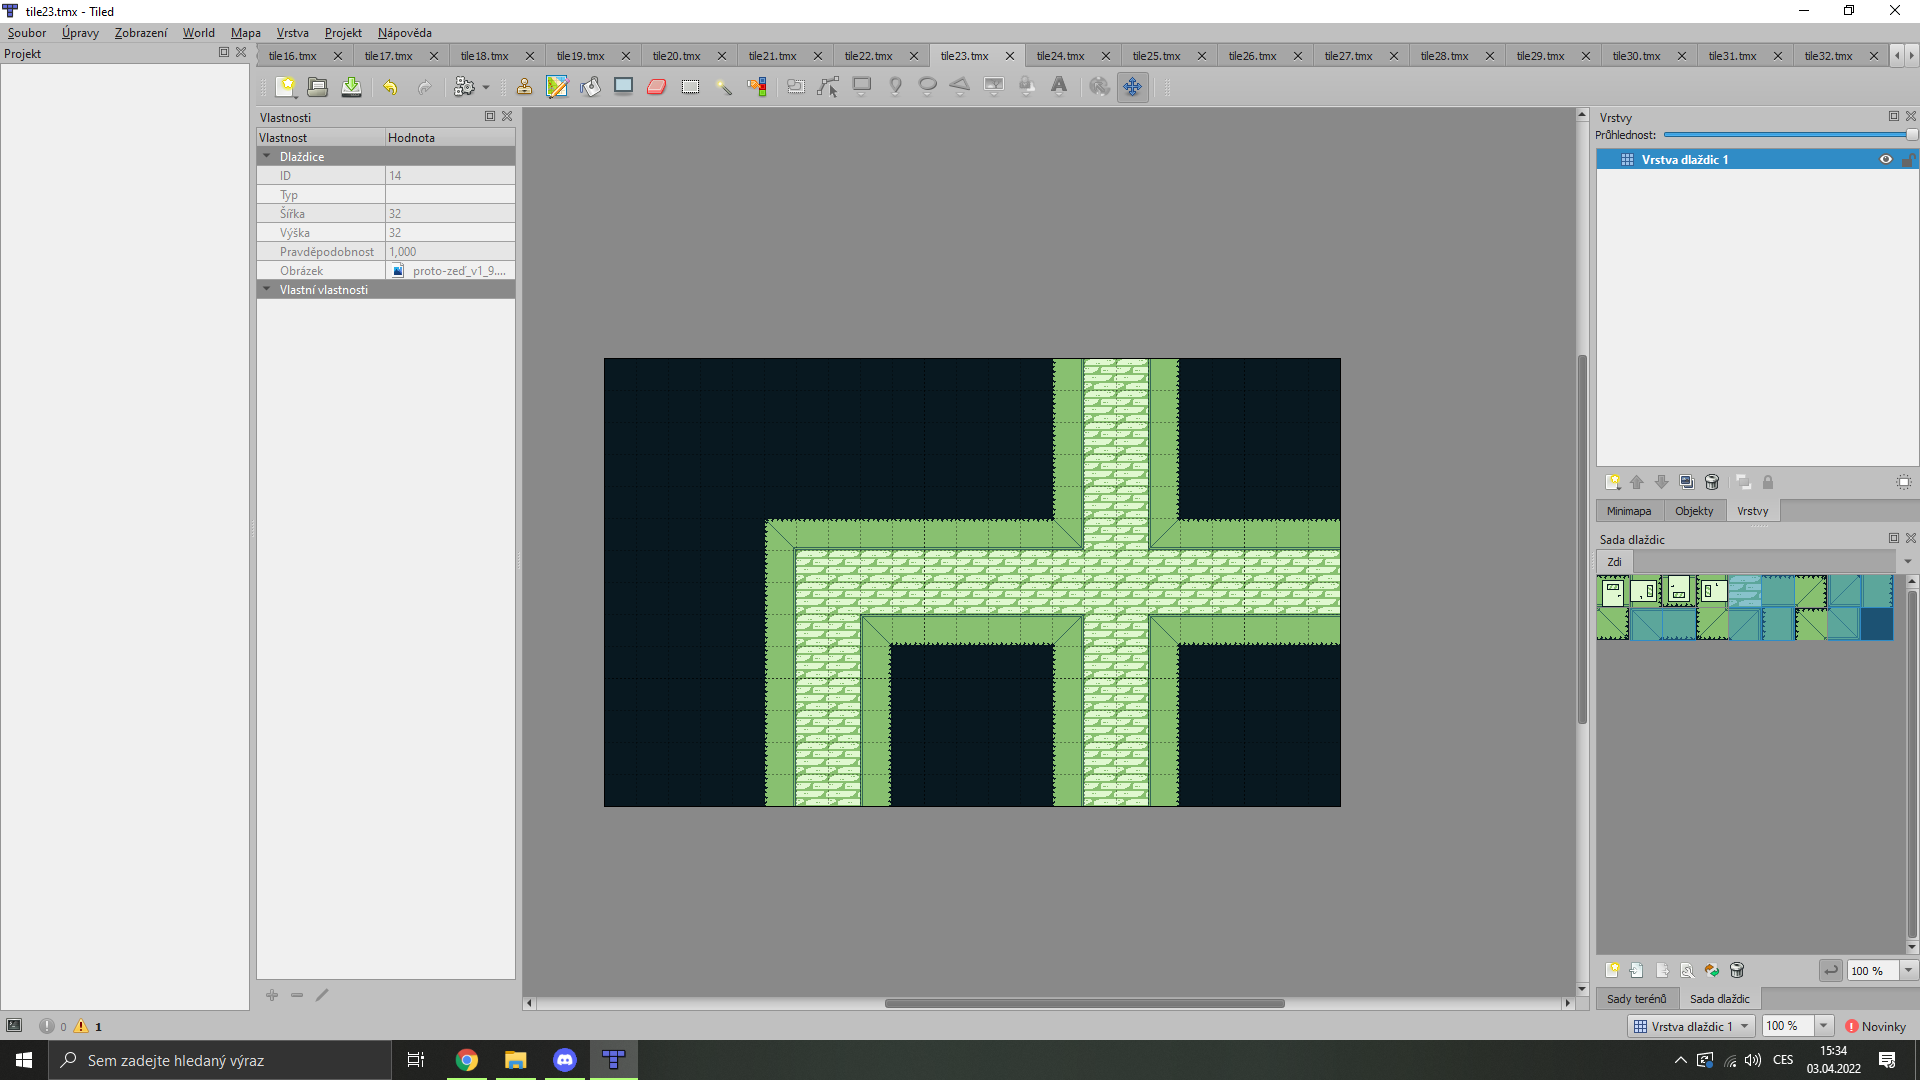 tile23.tmx - Tiled
Soubor Úpravy Zobrazení World Mapa Vrstva Projekt Nápověda
Projekt
tile16.tmx tile17.tmx tile18.tmx tile19.tmx tile20.tmx tile21.tmx tile22.tmx tile23.tmx tile24.tmx tile25.tmx tile26.tmx tile27.tmx tile28.tmx tile29.tmx tile30.tmx tile31.tmx tile32.tmx
Vlastnosti
Vlastnost Hodnota
Dlaždice
ID 14
Typ
Šířka 32
Výška 32
Pravděpodobnost 1,000
Obrázek proto-zeď_v1_9....
Vlastní vlastnosti
Vrstvy
Průhlednost:
Vrstva dlaždic 1
Minimapa Objekty Vrstvy
Sada dlaždic
Zdi
100 %
Sady terénů Sada dlaždic
0 1
Vrstva dlaždic 1 100 % Novinky
Sem zadejte hledaný výraz
CES
15:34
03.04.2022